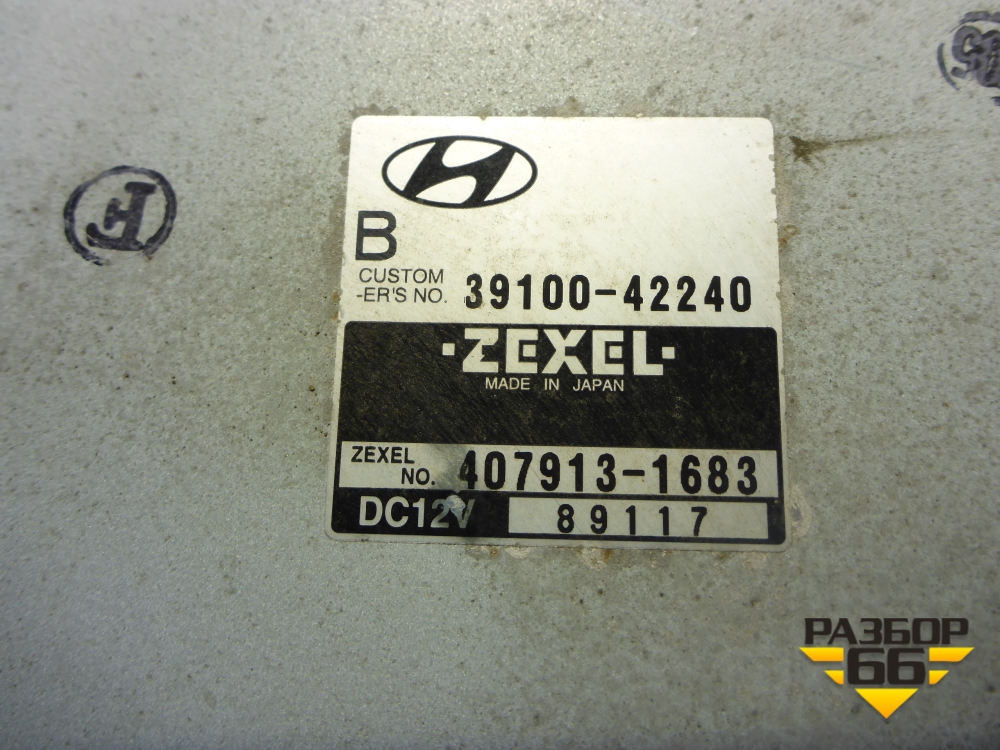 B
CUSTOM
-ER'S NO. 39100-42240
·ZEXEL·
MADE IN JAPAN
ZEXEL
NO. 407913-1683
DC12V 89117
F
РАЗБОР
66